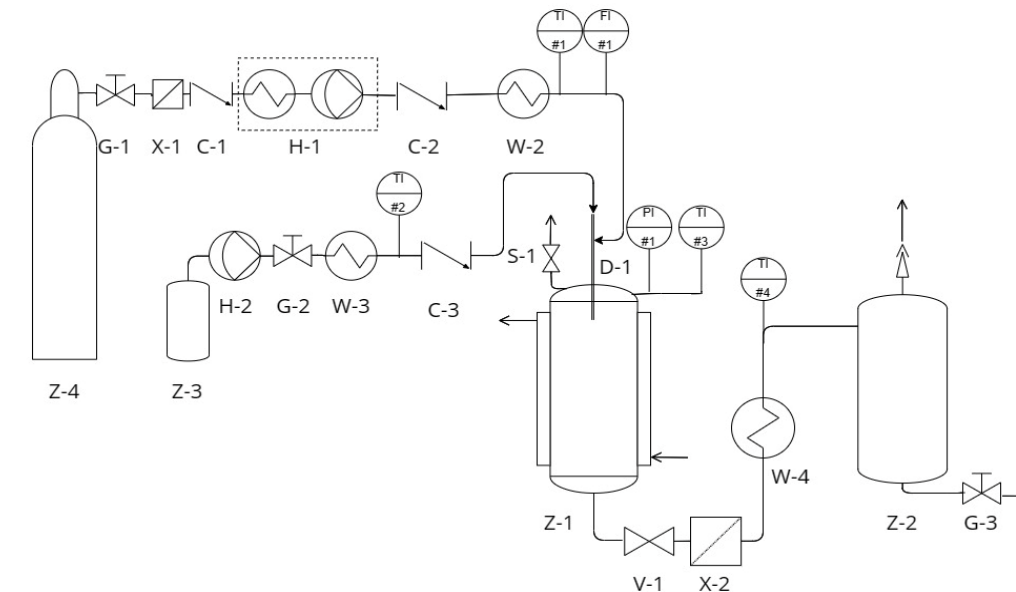 TI FI
#1 #1
G-1 X-1 C-1 H-1 C-2 W-2
TI
#2
PI TI
#1 #3
S-1 D-1
TI
#4
H-2 G-2 W-3 C-3
Z-4 Z-3
W-4
Z-1 Z-2 G-3
V-1 X-2